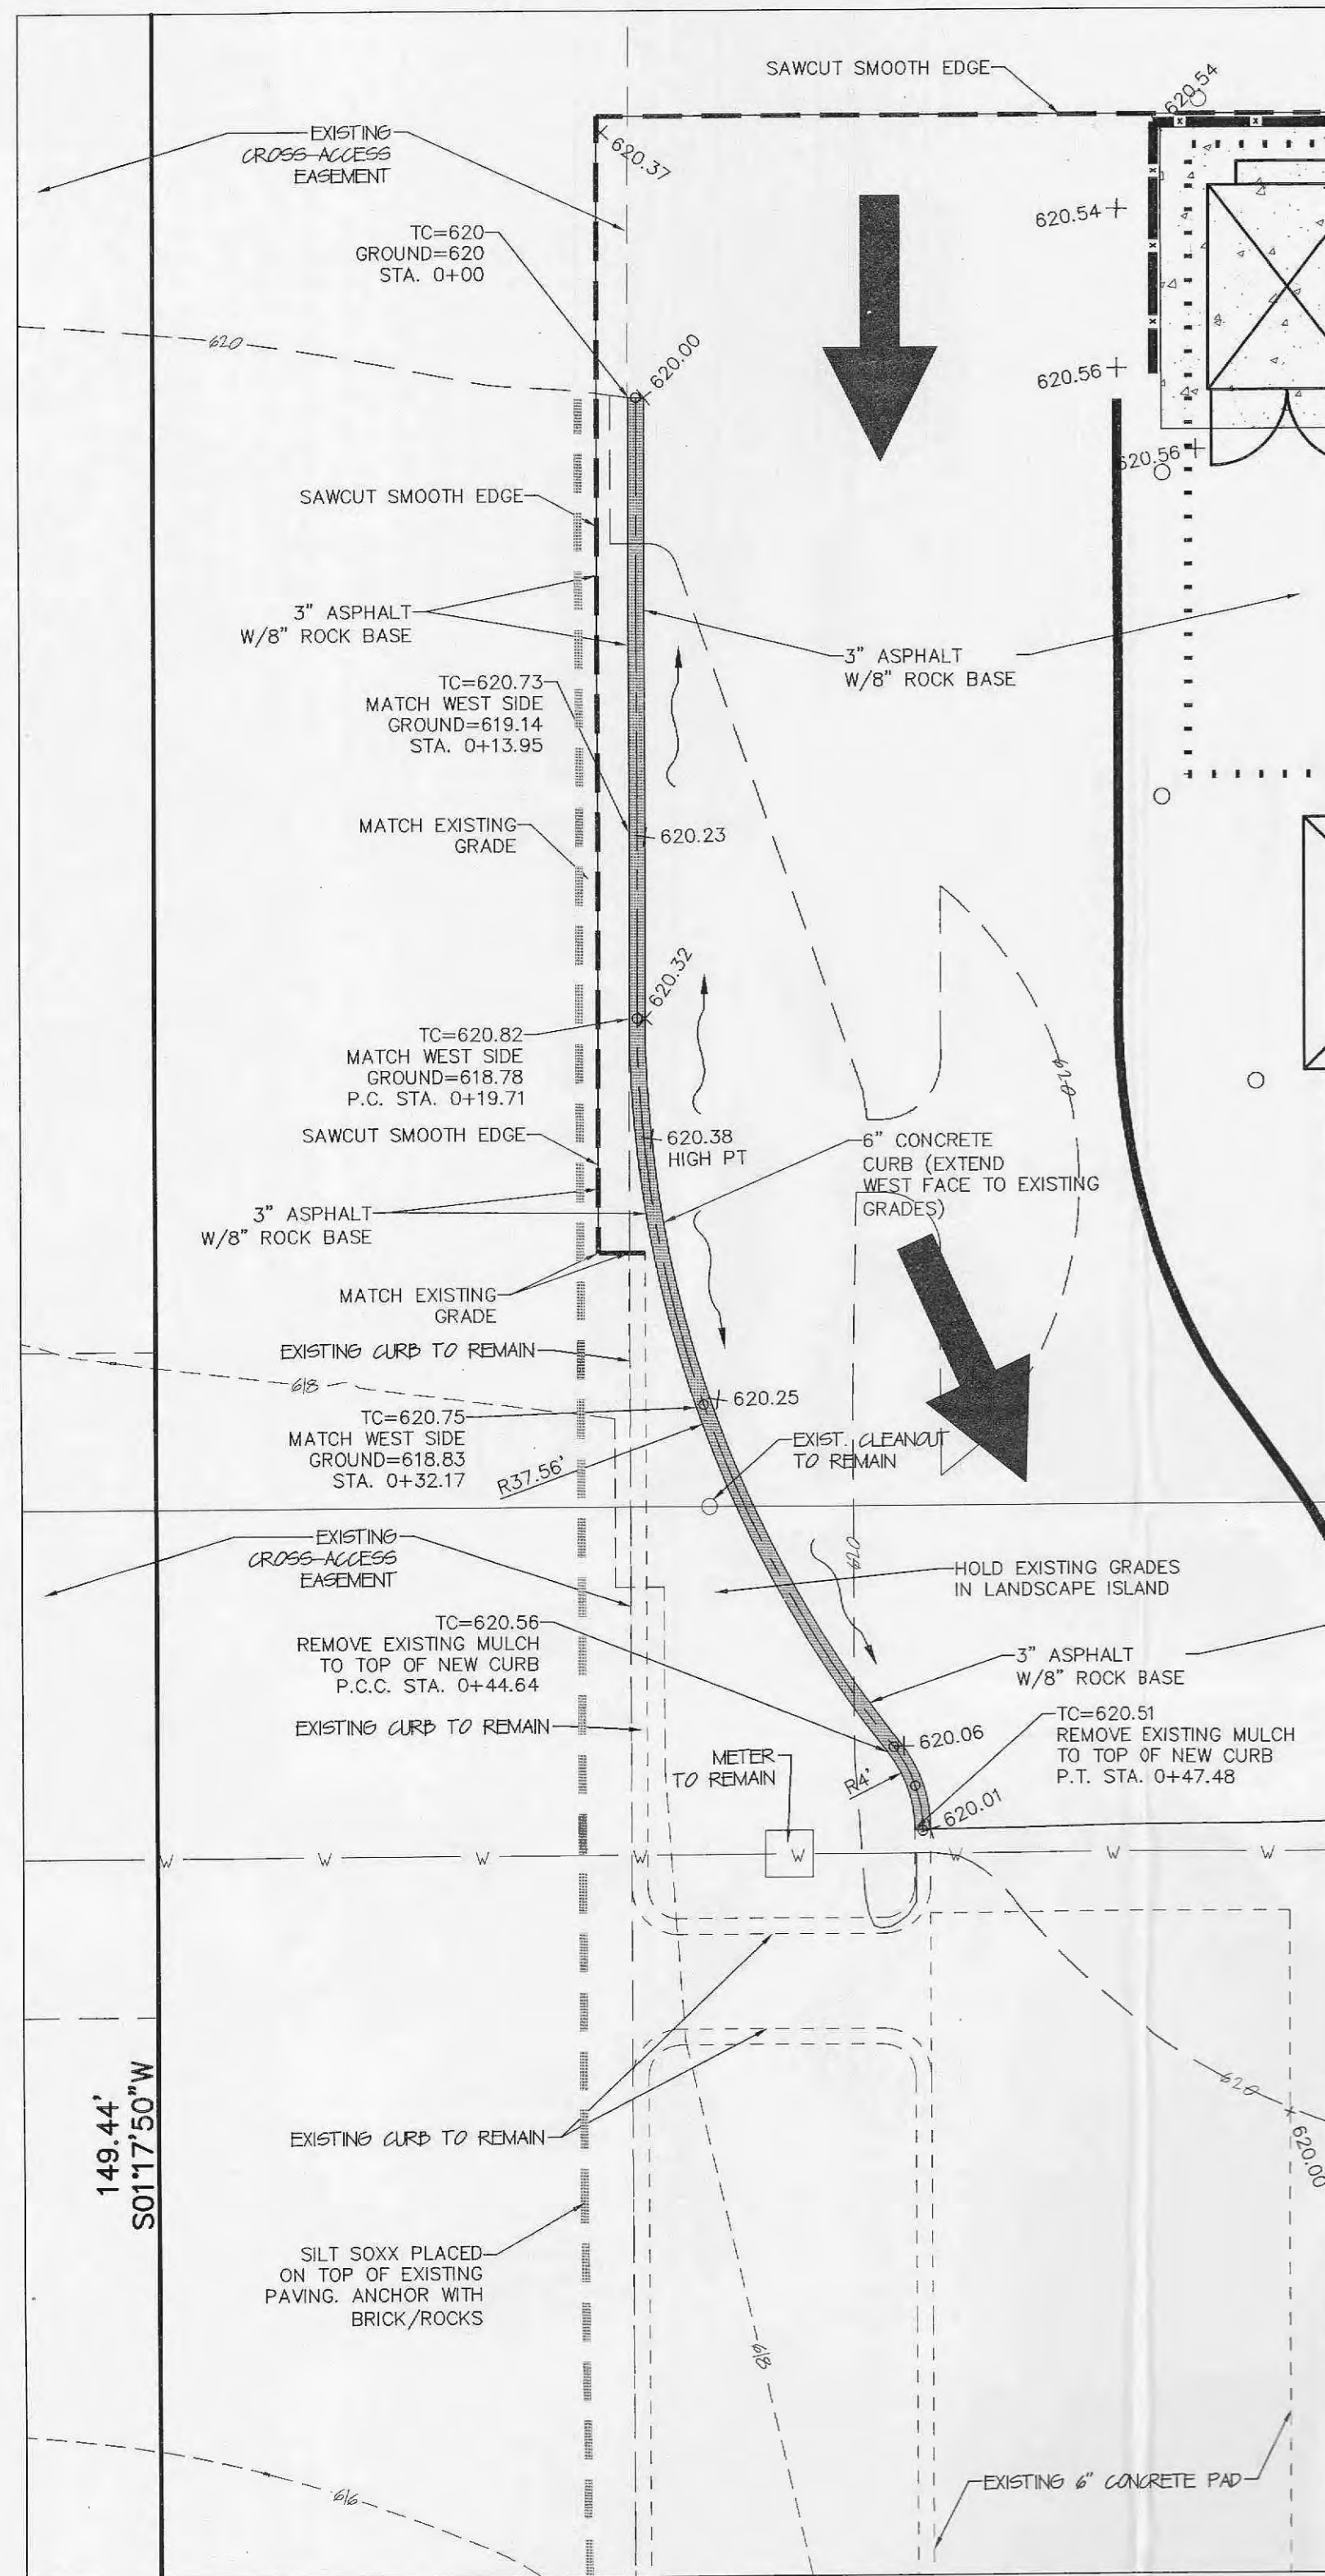 SAWCUT SMOOTH EDGE
620.54
EXISTING
CROSS-ACCESS
EASEMENT
620.37
620.54
TC=620
GROUND=620
STA. 0+00
620
620.00
620.56
620.56
SAWCUT SMOOTH EDGE
3" ASPHALT
W/8" ROCK BASE
3" ASPHALT
W/8" ROCK BASE
TC=620.73
MATCH WEST SIDE
GROUND=619.14
STA. 0+13.95
MATCH EXISTING
GRADE
620.23
620.32
TC=620.82
MATCH WEST SIDE
GROUND=618.78
P.C. STA. 0+19.71
620
SAWCUT SMOOTH EDGE
620.38
HIGH PT
6" CONCRETE
CURB (EXTEND
WEST FACE TO EXISTING
GRADES)
3" ASPHALT
W/8" ROCK BASE
MATCH EXISTING
GRADE
EXISTING CURB TO REMAIN
618
TC=620.75
MATCH WEST SIDE
GROUND=618.83
STA. 0+32.17
620.25
R37.56'
EXIST. CLEANOUT
TO REMAIN
EXISTING
CROSS-ACCESS
EASEMENT
620
HOLD EXISTING GRADES
IN LANDSCAPE ISLAND
TC=620.56
REMOVE EXISTING MULCH
TO TOP OF NEW CURB
P.C.C. STA. 0+44.64
3" ASPHALT
W/8" ROCK BASE
EXISTING CURB TO REMAIN
620.06
TC=620.51
REMOVE EXISTING MULCH
TO TOP OF NEW CURB
P.T. STA. 0+47.48
METER
TO REMAIN
R4'
620.01
W W W W W W W W
620
620.00
149.44'
S01°17'50"W
EXISTING CURB TO REMAIN
SILT SOXX PLACED
ON TOP OF EXISTING
PAVING. ANCHOR WITH
BRICK/ROCKS
618
616
EXISTING 6" CONCRETE PAD